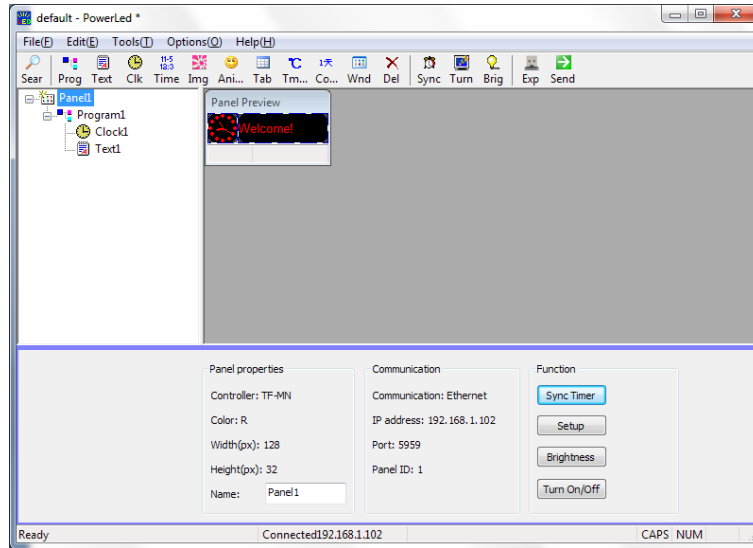 default - PowerLed *
File(F) Edit(E) Tools(T) Options(O) Help(H)
Sear Prog Text Clk Time Img Ani... Tab Tm... Co... Wnd Del Sync Turn Brig Exp Send
Panel1
Program1
Clock1
Text1
Panel Preview
Welcome!
Panel properties
Controller: TF-MN
Color: R
Width(px): 128
Height(px): 32
Name: Panel1
Communication
Communication: Ethernet
IP address: 192.168.1.102
Port: 5959
Panel ID: 1
Function
Sync Timer
Setup
Brightness
Turn On/Off
Ready Connected192.168.1.102 CAPS NUM